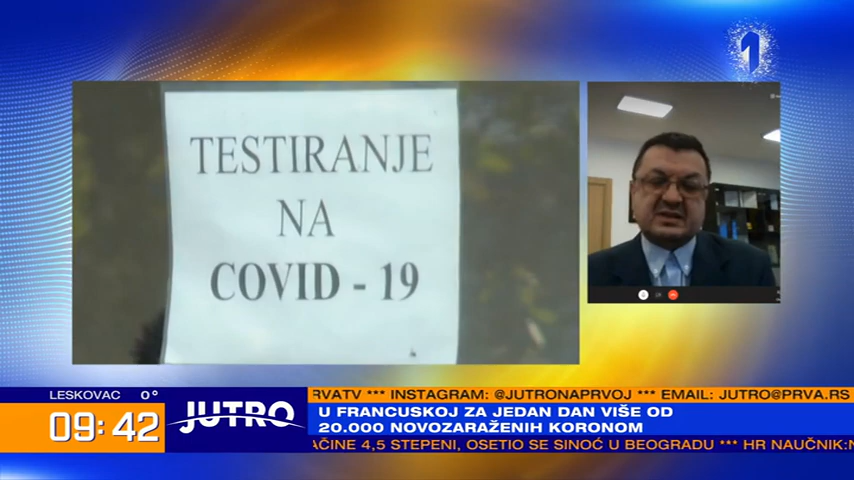 1
TESTIRANJE
NA
COVID - 19
LESKOVAC 0°
RVATV *** INSTAGRAM: @JUTRONAPRVOJ *** EMAIL: JUTRO@PRVA.RS
09:42
JUTRO
U FRANCUSKOJ ZA JEDAN DAN VIŠE OD
20.000 NOVOZARAŽENIH KORONOM
AČINE 4,5 STEPENI, OSETIO SE SINOĆ U BEOGRADU *** HR NAUČNIK:N